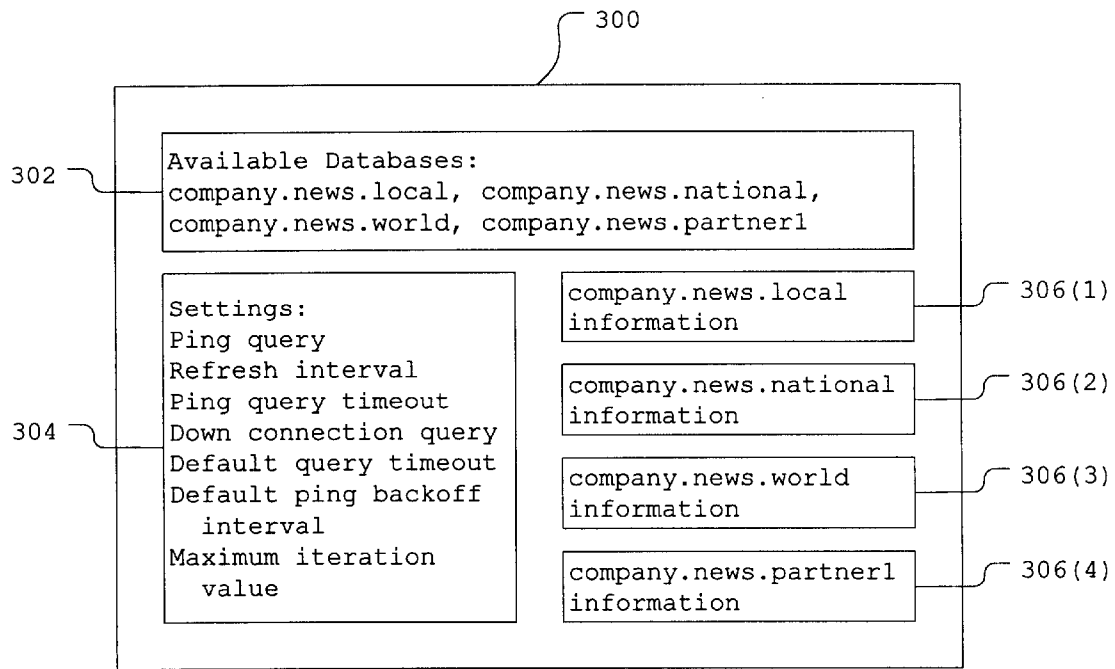 300
302
Available Databases:
company.news.local, company.news.national,
company.news.world, company.news.partner1
304
Settings:
Ping query
Refresh interval
Ping query timeout
Down connection query
Default query timeout
Default ping backoff
interval
Maximum iteration
value
company.news.local
information
306(1)
company.news.national
information
306(2)
company.news.world
information
306(3)
company.news.partner1
information
306(4)